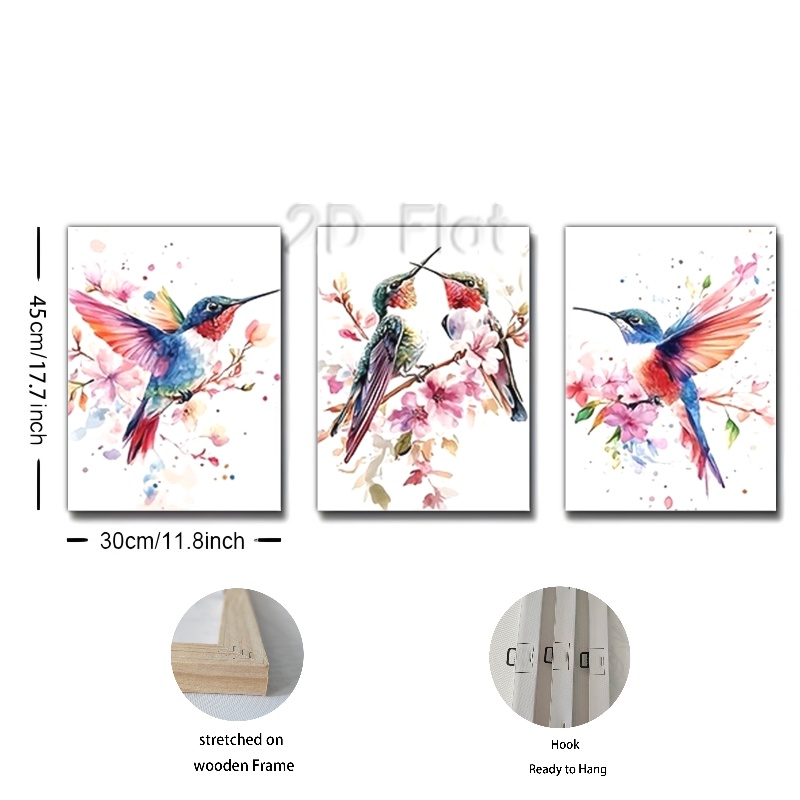 2D Flat
45cm/17.7inch
30cm/11.8inch
stretched on
wooden Frame
Hook
Ready to Hang